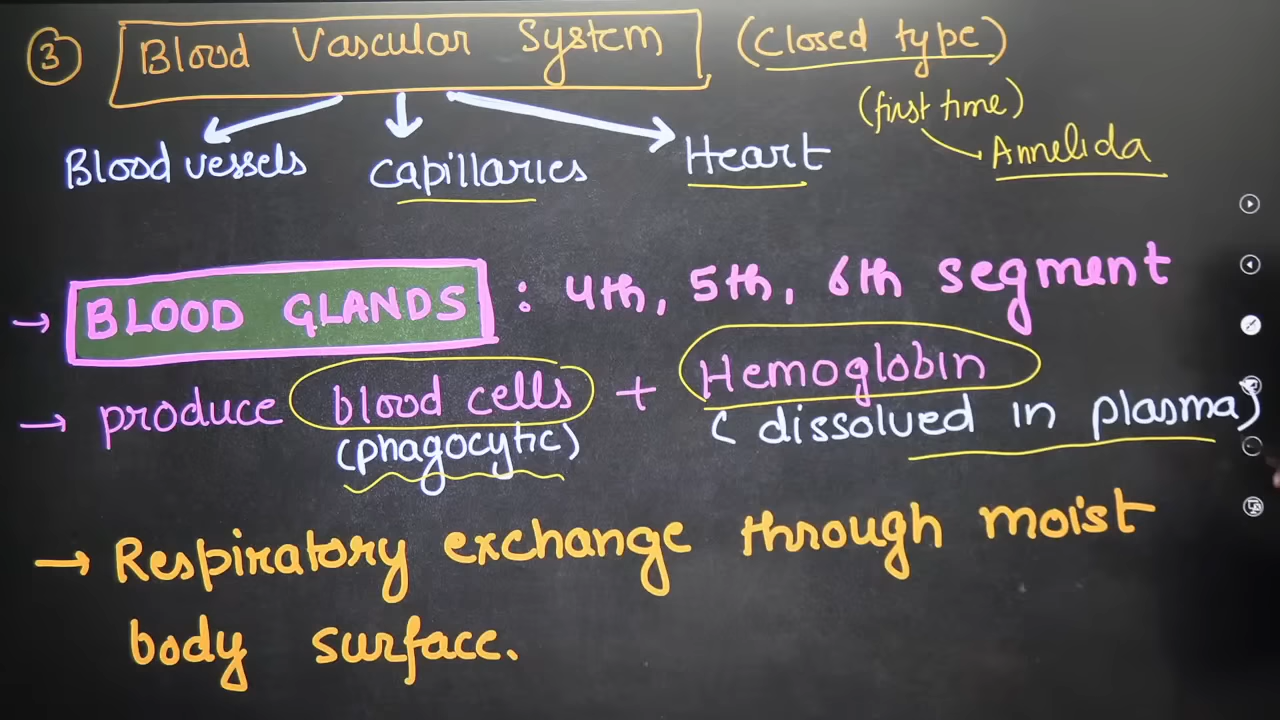 ③ Blood Vascular System (Closed type)
(first time)
Annelida
Blood vessels Capillaries Heart
→ BLOOD GLANDS : 4th, 5th, 6th segment
→ produce blood cells + Hemoglobin
(phagocytic) (dissolved in plasma)
→ Respiratory exchange through moist
body surface.